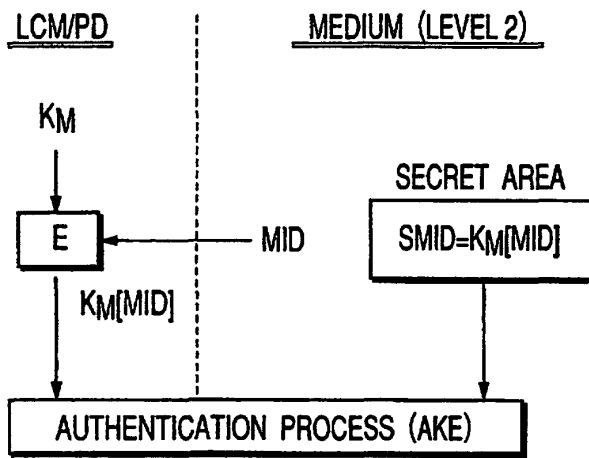 LCM/PD
MEDIUM (LEVEL 2)
KM
SECRET AREA
E
MID
SMID=KM[MID]
KM[MID]
AUTHENTICATION PROCESS (AKE)